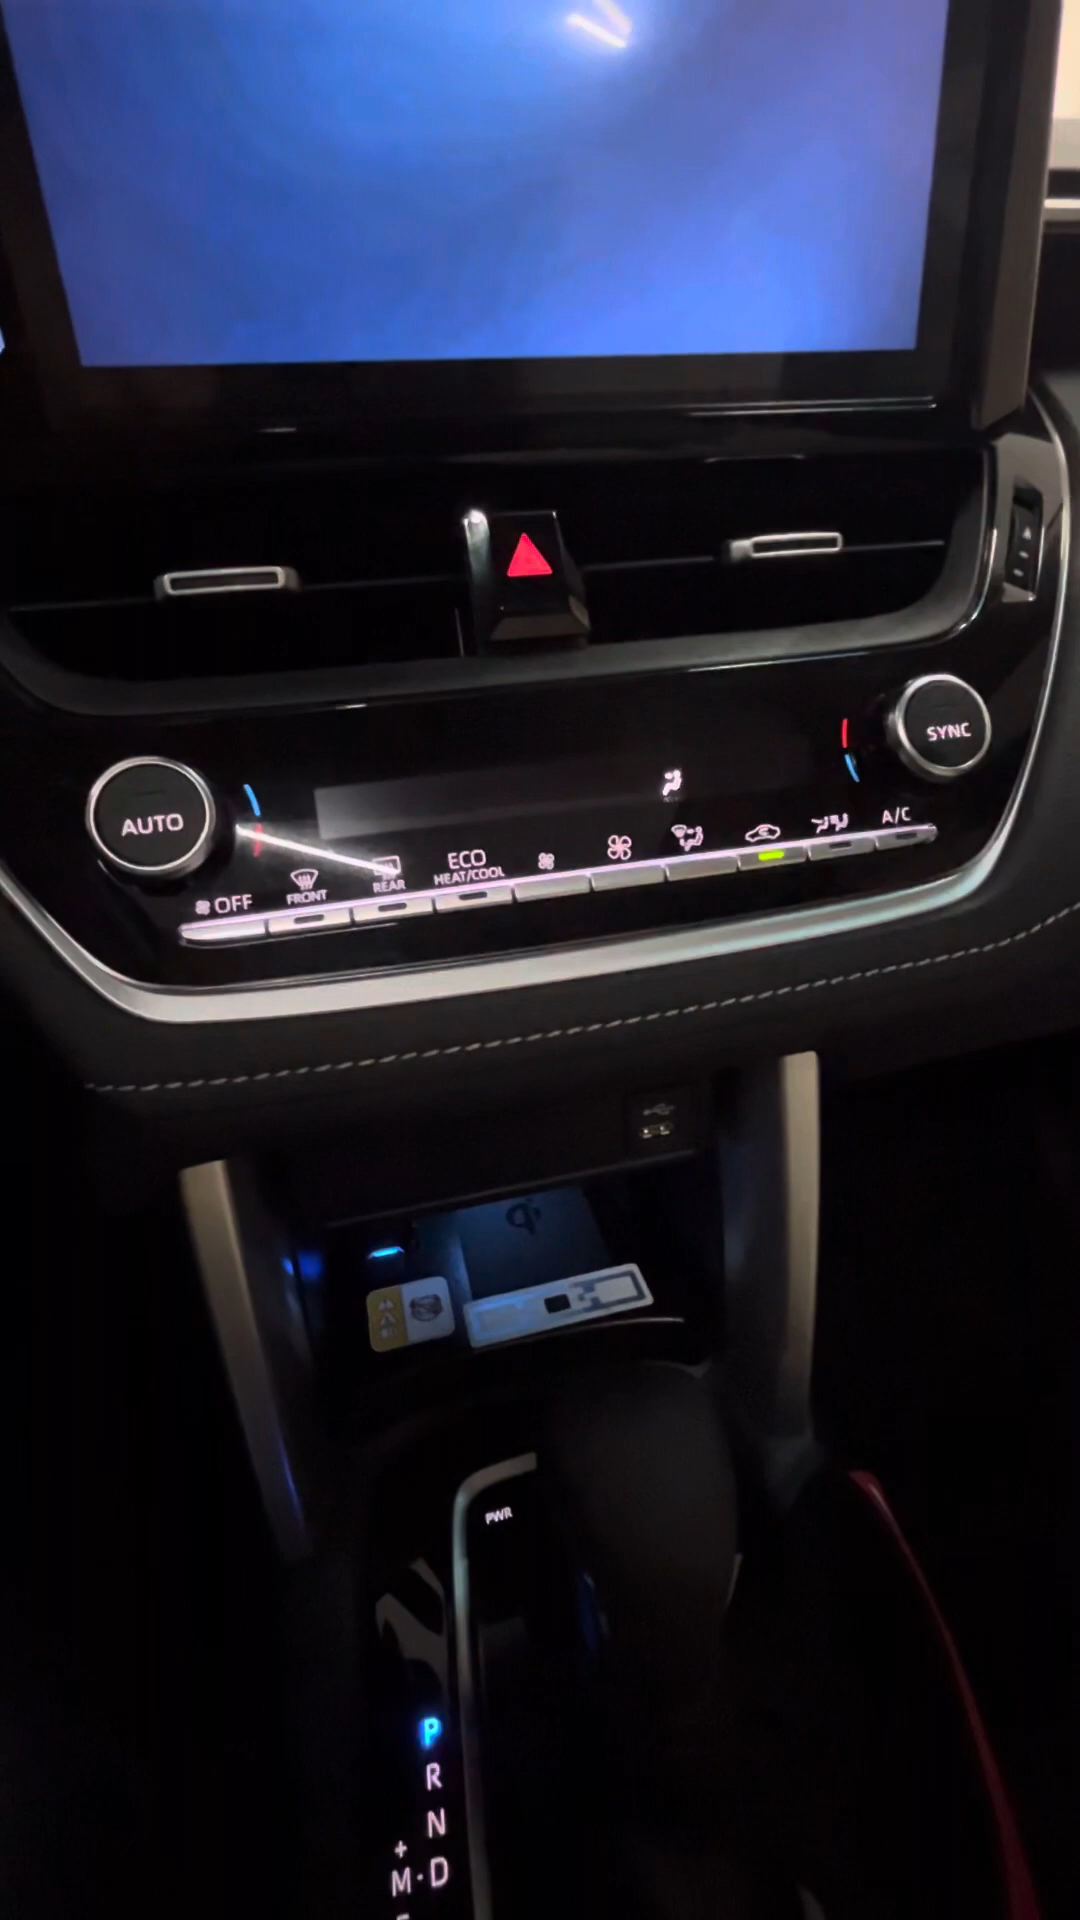 SYNC
AUTO
A/C
ECO
HEAT/COOL
REAR
FRONT
OFF
PWR
P
R
N
+
M·D